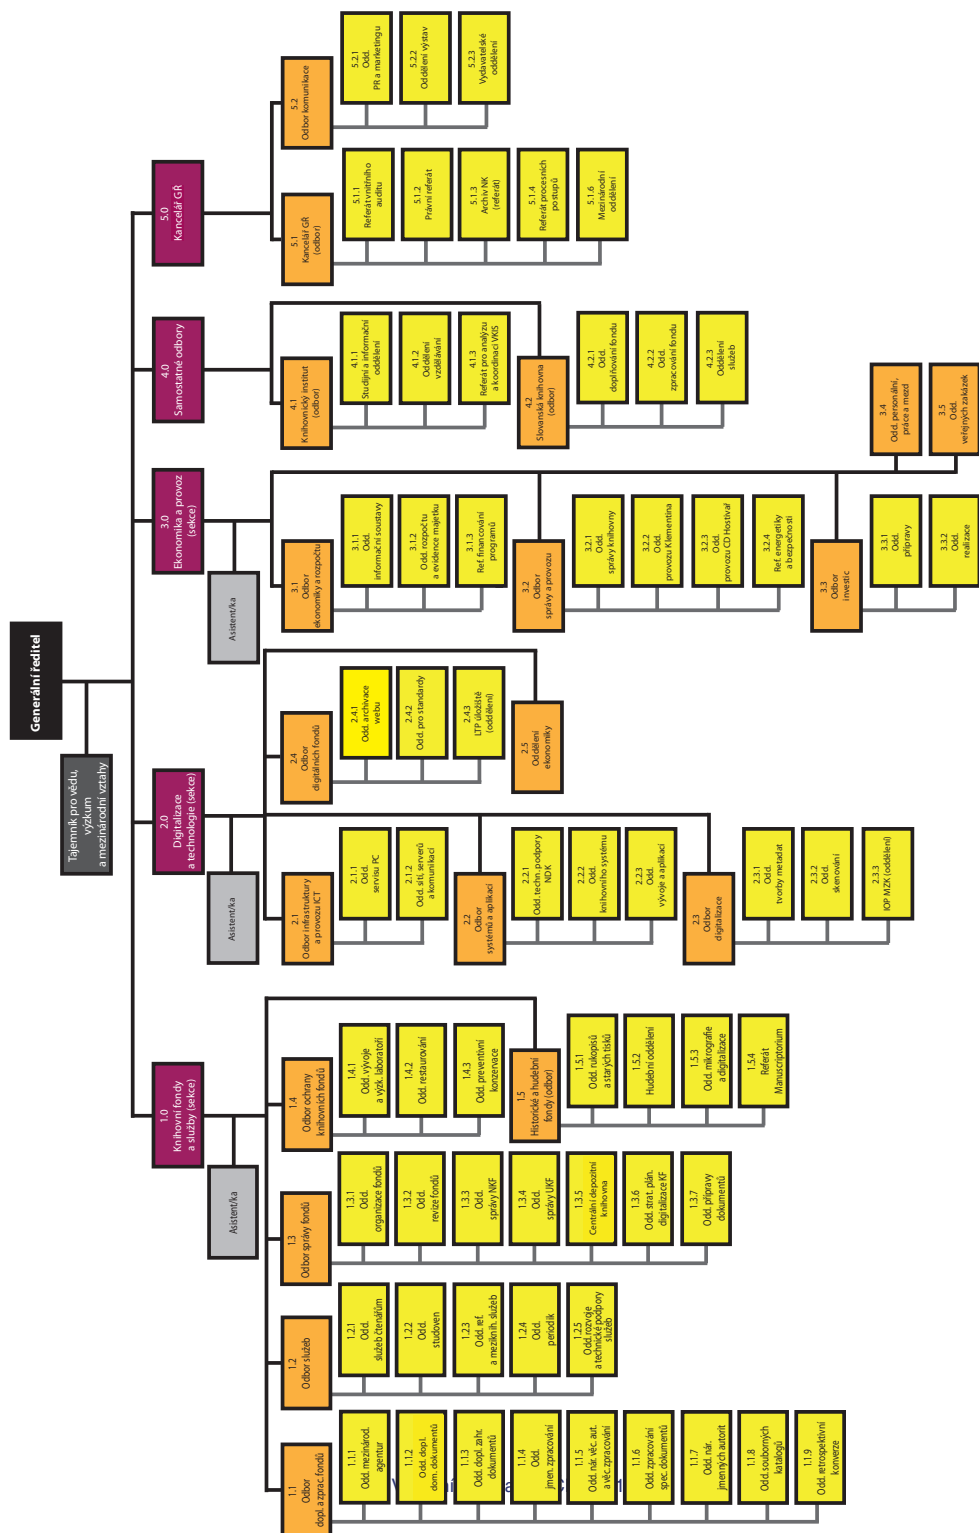 Generální ředitel
Tajemník pro vědu,
výzkum
a mezinárodní vztahy
1.0
Knihovní fondy
a služby (sekce)
Asistent/ka
1.1
Odbor
dopl. a zprac. fondů
1.1.1
Odd. mezinárod.
agentur
1.1.2
Odd. dopl.
dom. dokumentů
1.1.3
Odd. dopl. zahr.
dokumentů
1.1.4
Odd.
jmen. zpracování
1.1.5
Odd. nár. věc. aut.
a věc. zpracování
1.1.6
Odd. zpracování
spec. dokumentů
1.1.7
Odd. nár.
jmenných autorit
1.1.8
Odd. souborných
katalogů
1.1.9
Odd. retrospektivní
konverze
1.2
Odbor služeb
1.2.1
Odd.
služeb čtenářům
1.2.2
Odd.
studoven
1.2.3
Odd. ref.
a meziknih. služeb
1.2.4
Odd.
periodik
1.2.5
Odd. rozvoje
a technické podpory
služeb
1.3
Odbor správy fondů
1.3.1
Odd.
organizace fondů
1.3.2
Odd.
revize fondů
1.3.3
Odd.
správy NKF
1.3.4
Odd.
správy UKF
1.3.5
Centrální depozitní
knihovna
1.3.6
Odd. strat. plán.
digitalizace KF
1.3.7
Odd. přípravy
dokumentů
1.4
Odbor ochrany
knihovních fondů
1.4.1
Odd. vývoje
a výzk. laboratoří
1.4.2
Odd. restaurování
1.4.3
Odd. preventivní
konzervace
1.5
Historické a hudební
fondy (odbor)
1.5.1
Odd. rukopisů
a starých tisků
1.5.2
Hudební oddělení
1.5.3
Odd. mikrografie
a digitalizace
1.5.4
Referát
Manuscriptorium
2.0
Digitalizace
a technologie (sekce)
Asistent/ka
2.1
Odbor infrastruktury
a provozu ICT
2.1.1
Odd.
servisu PC
2.1.2
Odd. sítí, serverů
a komunikací
2.2
Odbor
systémů a aplikací
2.2.1
Odd. techn. podpory
NDK
2.2.2
Odd.
knihovního systému
2.2.3
Odd.
vývoje a aplikací
2.3
Odbor
digitalizace
2.3.1
Odd.
tvorby metadat
2.3.2
Odd.
skenování
2.3.3
IOP MZK (oddělení)
2.4
Odbor
digitálních fondů
2.4.1
Odd. archivace
webu
2.4.2
Odd. pro standardy
2.4.3
LTP úložiště
(oddělení)
2.5
Oddělení
ekonomiky
3.0
Ekonomika a provoz
(sekce)
Asistent/ka
3.1
Odbor
ekonomiky a rozpočtu
3.1.1
Odd.
informační soustavy
3.1.2
Odd. rozpočtu
a evidence majetku
3.1.3
Ref. financování
programů
3.2
Odbor
správy a provozu
3.2.1
Odd.
správy knihovny
3.2.2
Odd.
provozu Klementina
3.2.3
Odd.
provozu CD Hostivař
3.2.4
Ref. energetiky
a bezpečnosti
3.3
Odbor
investic
3.3.1
Odd.
přípravy
3.3.2
Odd.
realizace
3.4
Odd. personální,
práce a mezd
3.5
Odd.
veřejných zakázek
4.0
Samostatné odbory
4.1
Knihovnický institut
(odbor)
4.1.1
Studijní a informační
oddělení
4.1.2
Oddělení
vzdělávání
4.1.3
Referát pro analýzu
a koordinaci VKIS
4.2
Slovanská knihovna
(odbor)
4.2.1
Odd.
doplňování fondu
4.2.2
Odd.
zpracování fondu
4.2.3
Oddělení
služeb
5.0
Kancelář GŘ
5.1
Kancelář GŘ
(odbor)
5.1.1
Referát vnitřního
auditu
5.1.2
Právní referát
5.1.3
Archiv NK
(referát)
5.1.4
Referát procesních
postupů
5.1.6
Mezinárodní
oddělení
5.2
Odbor komunikace
5.2.1
Odd.
PR a marketingu
5.2.2
Oddělení výstav
5.2.3
Vydavatelské
oddělení